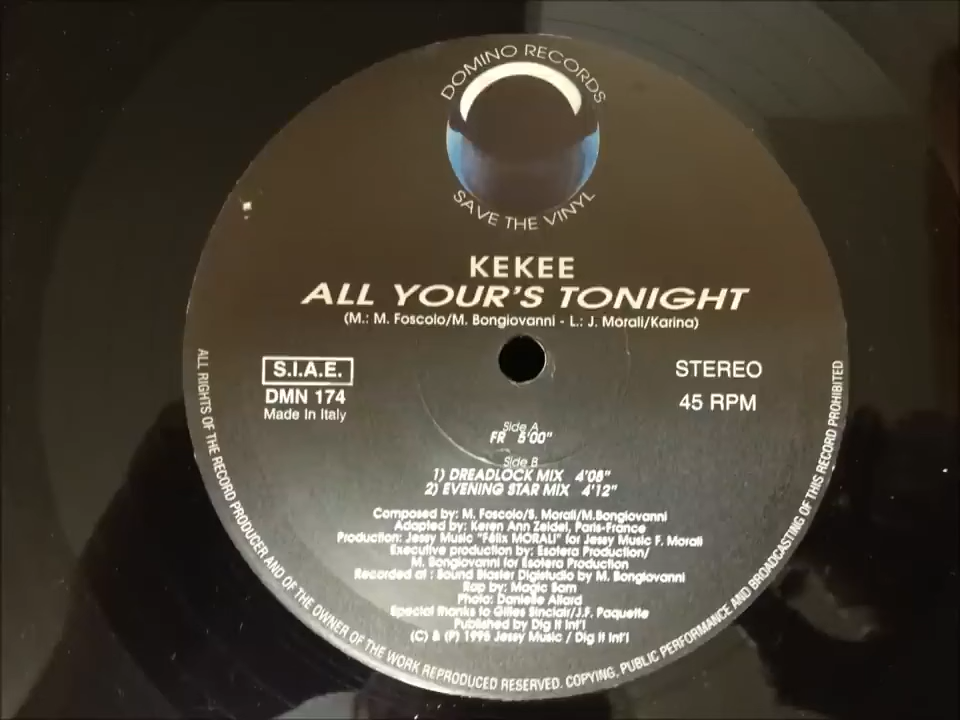 DOMINO RECORDS
SAVE THE VINYL
KEKEE
ALL YOUR'S TONIGHT
(M.: M. Foscolo/M. Bongiovanni - L.: J. Morali/Karina)
S.I.A.E.
DMN 174
Made in Italy
STEREO
45 RPM
Side A
FR 5'00"
Side B
1) DREADLOCK MIX 4'08"
2) EVENING STAR MIX 4'12"
Composed by: M. Foscolo/S. Morali/M.Bongiovanni
Adapted by: Keren Ann Zeidel, Paris-France
Production: Jessy Music "Félix MORALI" for Jessy Music F. Morali
Executive production by: Esotera Production/
M. Bongiovanni for Esotera Production
Recorded at : Sound Blaster Digistudio by M. Bongiovanni
Rap by: Magic Sam
Photo: Danielle Allard
Special thanks to Gilles Sinclair/J.F. Paquette
Published by Dig It Int'l
(C) & (P) 1995 Jessy Music / Dig It Int'l
ALL RIGHTS OF THE RECORD PRODUCER AND OF THE OWNER OF THE WORK REPRODUCED RESERVED. COPYING, PUBLIC PERFORMANCE AND BROADCASTING OF THIS RECORD PROHIBITED